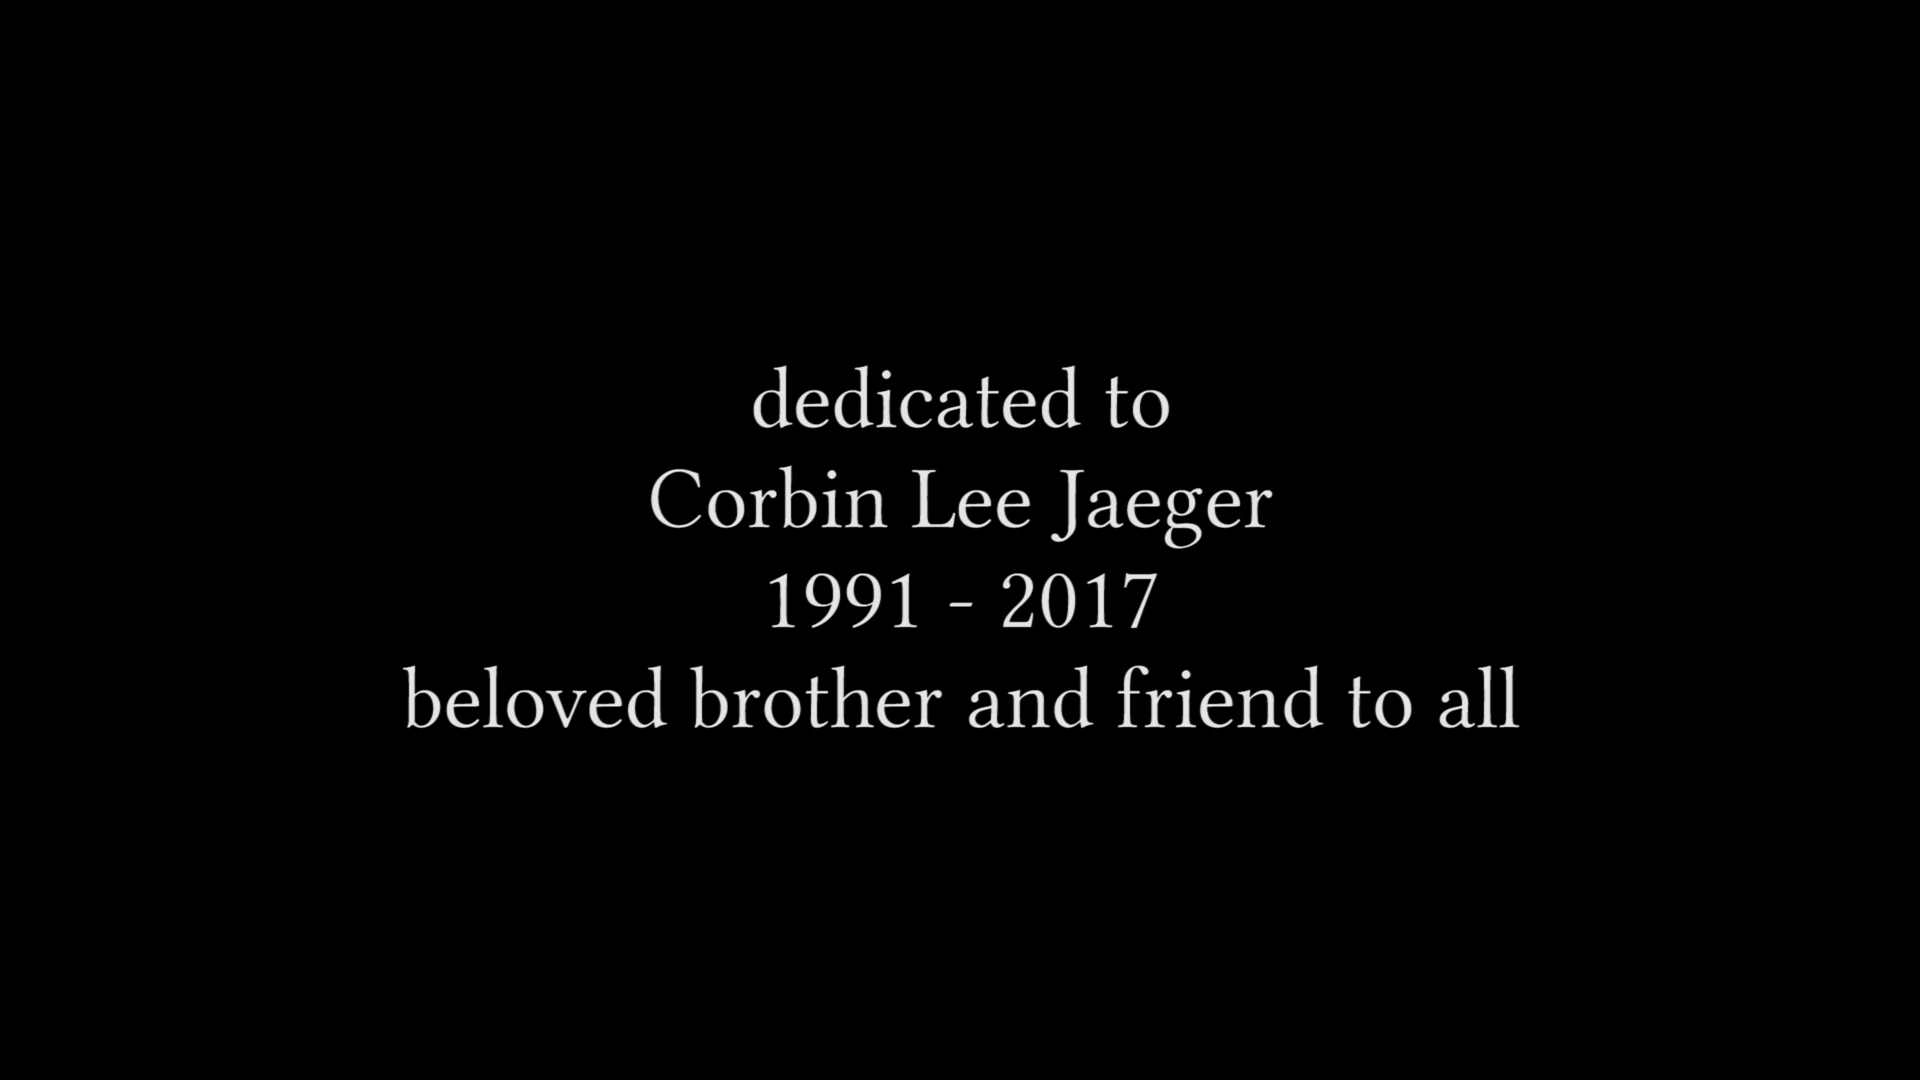 dedicated to
Corbin Lee Jaeger
1991 - 2017
beloved brother and friend to all